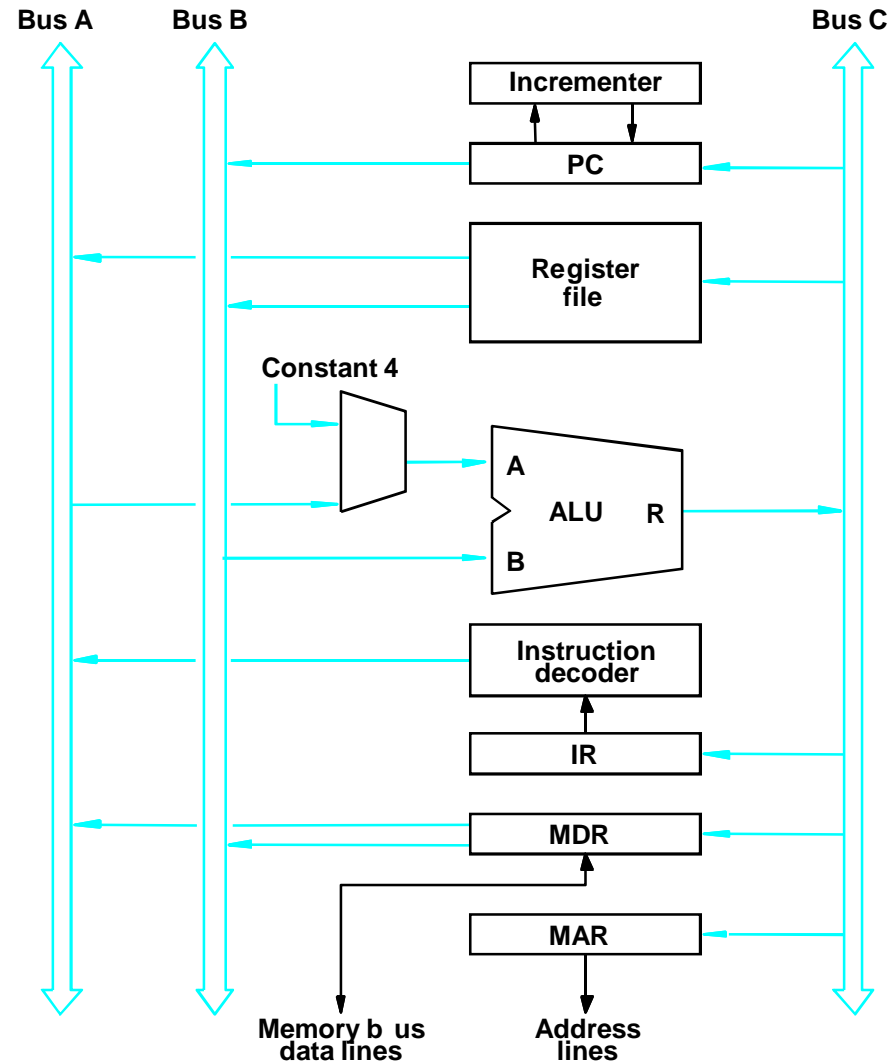 Bus A
Bus B
Bus C
Incrementer
PC
Register
file
Constant 4
A
ALU
R
B
Instruction
decoder
IR
MDR
MAR
Memory b us
data lines
Address
lines